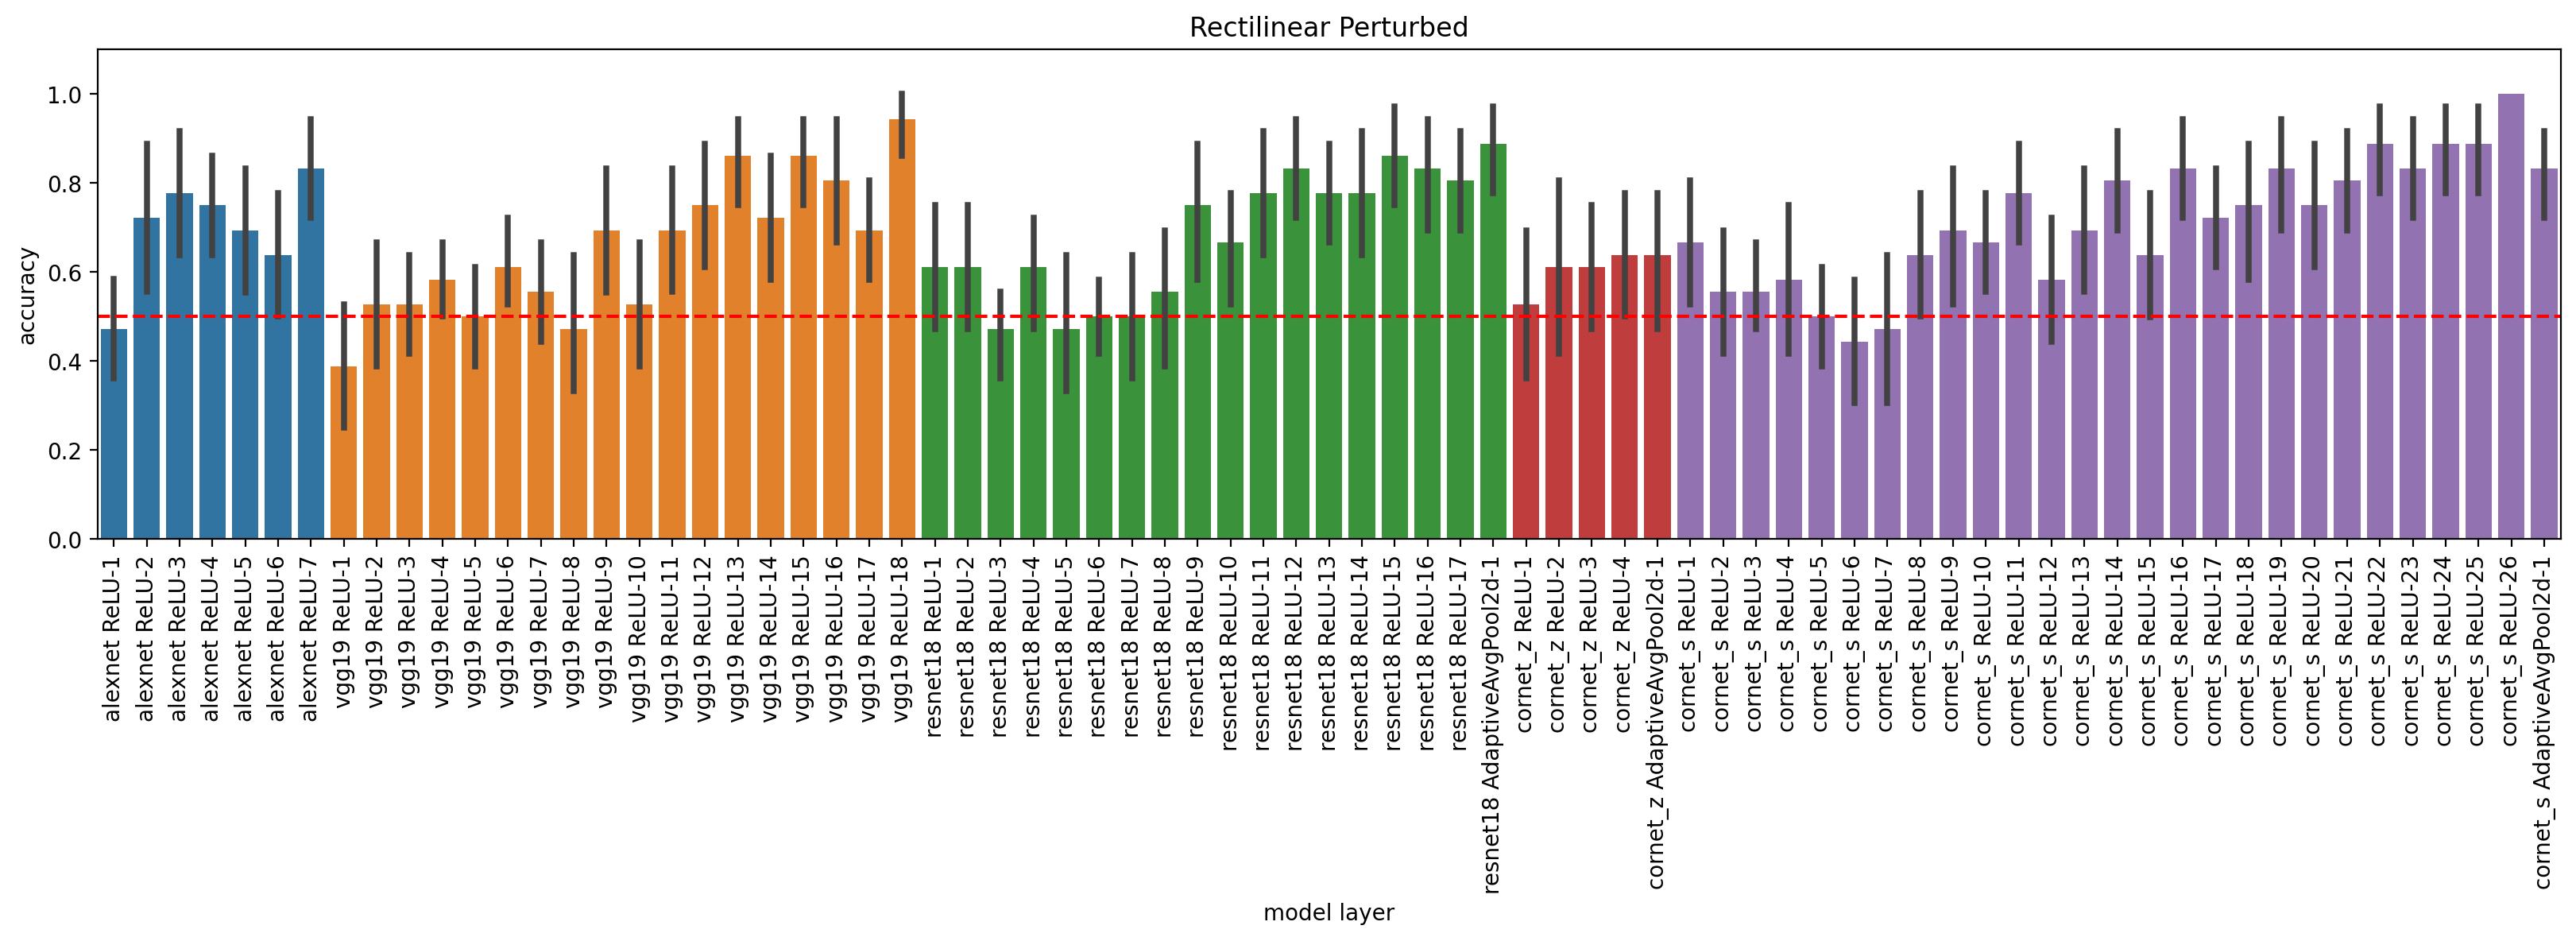 Rectilinear Perturbed
accuracy
1.0
0.8
0.6
0.4
0.2
0.0
alexnet ReLU-1
alexnet ReLU-2
alexnet ReLU-3
alexnet ReLU-4
alexnet ReLU-5
alexnet ReLU-6
alexnet ReLU-7
vgg19 ReLU-1
vgg19 ReLU-2
vgg19 ReLU-3
vgg19 ReLU-4
vgg19 ReLU-5
vgg19 ReLU-6
vgg19 ReLU-7
vgg19 ReLU-8
vgg19 ReLU-9
vgg19 ReLU-10
vgg19 ReLU-11
vgg19 ReLU-12
vgg19 ReLU-13
vgg19 ReLU-14
vgg19 ReLU-15
vgg19 ReLU-16
vgg19 ReLU-17
vgg19 ReLU-18
resnet18 ReLU-1
resnet18 ReLU-2
resnet18 ReLU-3
resnet18 ReLU-4
resnet18 ReLU-5
resnet18 ReLU-6
resnet18 ReLU-7
resnet18 ReLU-8
resnet18 ReLU-9
resnet18 ReLU-10
resnet18 ReLU-11
resnet18 ReLU-12
resnet18 ReLU-13
resnet18 ReLU-14
resnet18 ReLU-15
resnet18 ReLU-16
resnet18 ReLU-17
resnet18 AdaptiveAvgPool2d-1
cornet_z ReLU-1
cornet_z ReLU-2
cornet_z ReLU-3
cornet_z ReLU-4
cornet_z AdaptiveAvgPool2d-1
cornet_s ReLU-1
cornet_s ReLU-2
cornet_s ReLU-3
cornet_s ReLU-4
cornet_s ReLU-5
cornet_s ReLU-6
cornet_s ReLU-7
cornet_s ReLU-8
cornet_s ReLU-9
cornet_s ReLU-10
cornet_s ReLU-11
cornet_s ReLU-12
cornet_s ReLU-13
cornet_s ReLU-14
cornet_s ReLU-15
cornet_s ReLU-16
cornet_s ReLU-17
cornet_s ReLU-18
cornet_s ReLU-19
cornet_s ReLU-20
cornet_s ReLU-21
cornet_s ReLU-22
cornet_s ReLU-23
cornet_s ReLU-24
cornet_s ReLU-25
cornet_s ReLU-26
cornet_s AdaptiveAvgPool2d-1
model layer